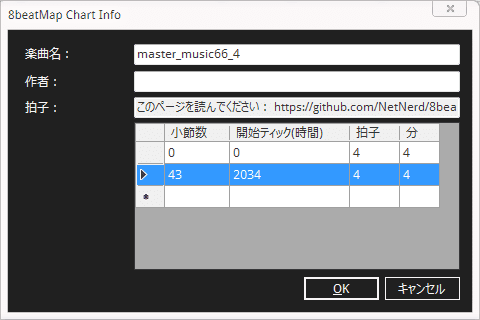 8beatMap Chart Info
楽曲名：
master_music66_4
作者：
拍子：
このページを読んでください： https://github.com/NetNerd/8bea
小節数 開始ティック(時間) 拍子 分
0 0 4 4
43 2034 4 4
OK キャンセル